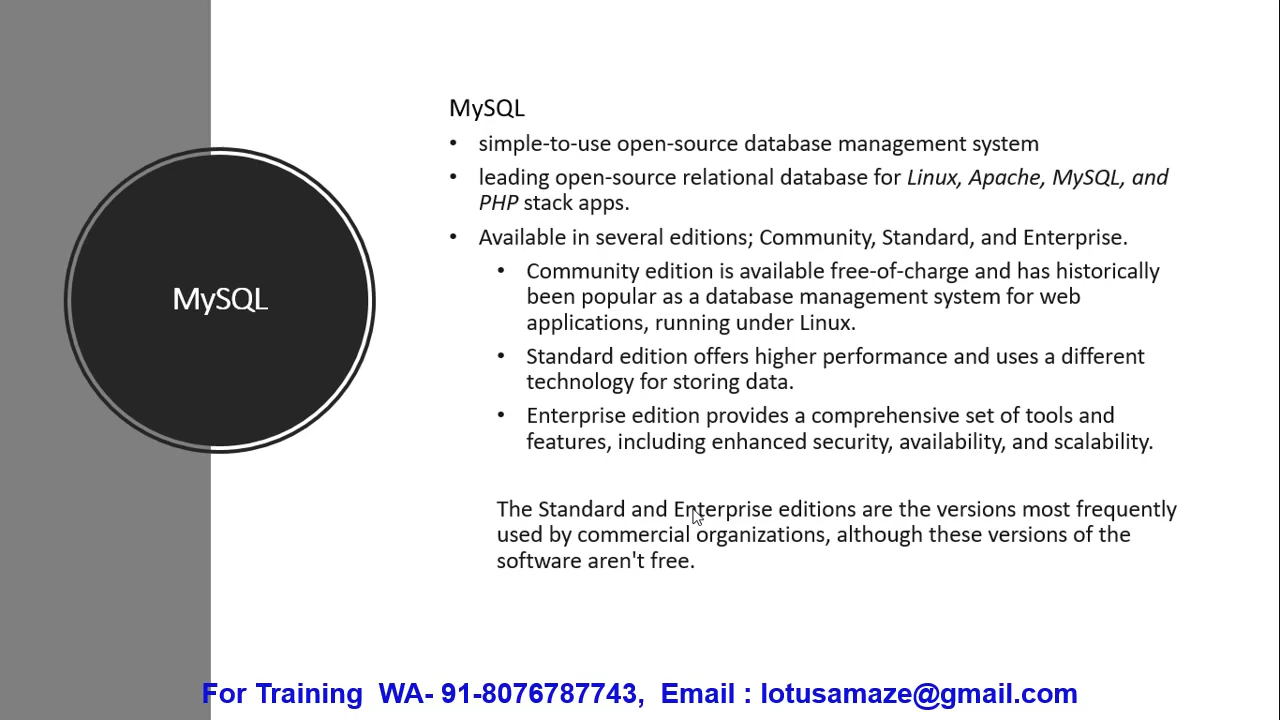 MySQL
MySQL
• simple-to-use open-source database management system
• leading open-source relational database for Linux, Apache, MySQL, and
PHP stack apps.
• Available in several editions; Community, Standard, and Enterprise.
• Community edition is available free-of-charge and has historically
been popular as a database management system for web
applications, running under Linux.
• Standard edition offers higher performance and uses a different
technology for storing data.
• Enterprise edition provides a comprehensive set of tools and
features, including enhanced security, availability, and scalability.
The Standard and Enterprise editions are the versions most frequently
used by commercial organizations, although these versions of the
software aren't free.
For Training  WA- 91-8076787743,  Email : lotusamaze@gmail.com